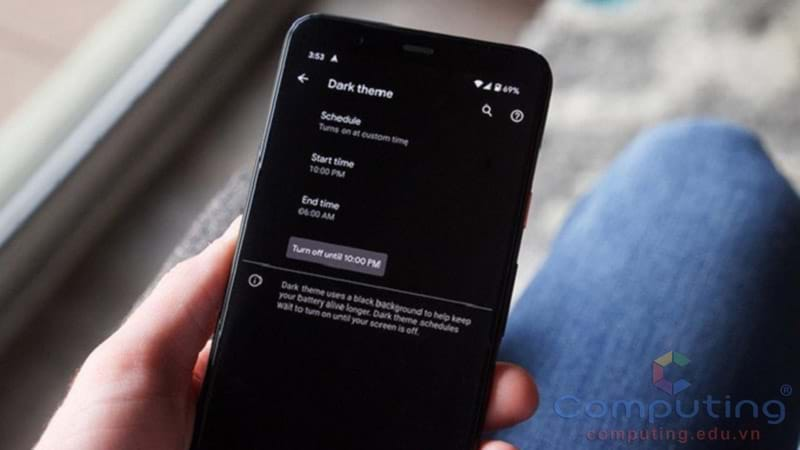 3:53
69%
Dark theme
Schedule
Turns on at custom time
Start time
10:00 PM
End time
06:00 AM
Turn off until 10:00 PM
Dark theme uses a black background to help keep
your battery alive longer. Dark theme schedules
wait to turn on until your screen is off.
Computing®
computing.edu.vn